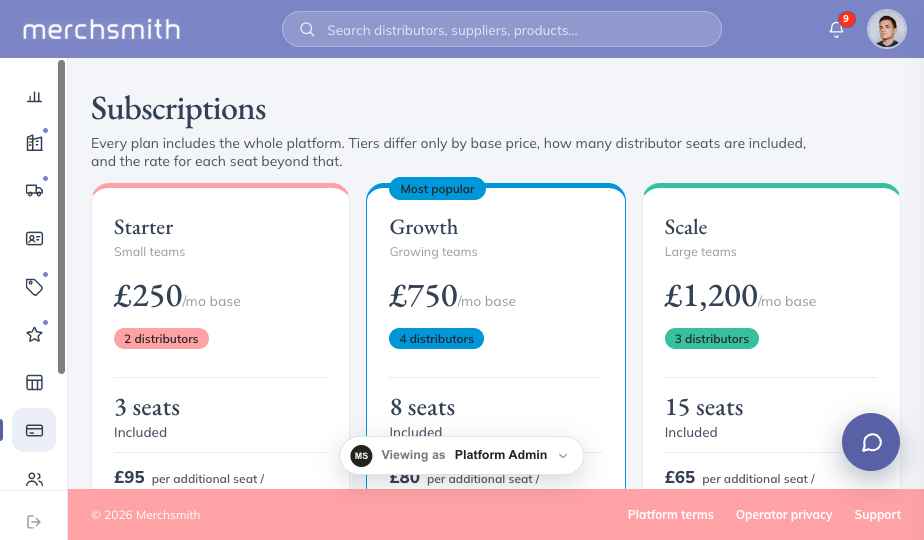 merchsmith
Search distributors, suppliers, products...
9
Subscriptions
Every plan includes the whole platform. Tiers differ only by base price, how many distributor seats are included,
and the rate for each seat beyond that.
Starter
Small teams
£250/mo base
2 distributors
3 seats
Included
£95 per additional seat /
Most popular
Growth
Growing teams
£750/mo base
4 distributors
8 seats
Included
£80 per additional seat /
Scale
Large teams
£1,200/mo base
3 distributors
15 seats
Included
£65 per additional seat /
MS Viewing as Platform Admin
© 2026 Merchsmith
Platform terms Operator privacy Support